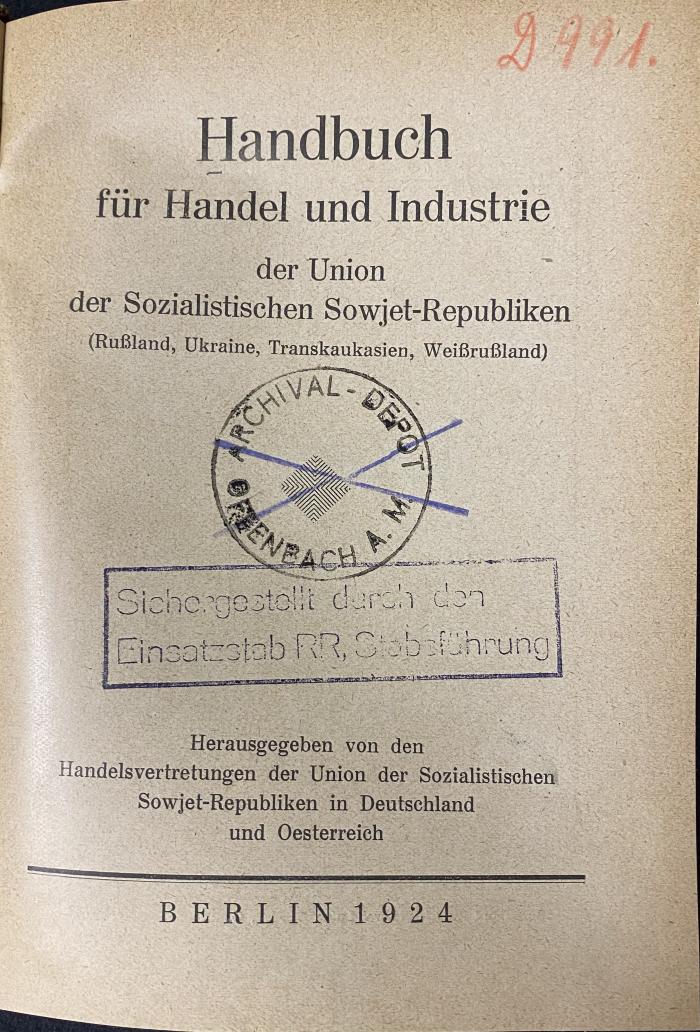 D 991.
Handbuch
für Handel und Industrie
der Union
der Sozialistischen Sowjet-Republiken
(Rußland, Ukraine, Transkaukasien, Weißrußland)
ARCHIVAL-DEPOT
OFFENBACH A. M.
Sichergestellt durch den
Einsatzstab RR, Stabsführung
Herausgegeben von den
Handelsvertretungen der Union der Sozialistischen
Sowjet-Republiken in Deutschland
und Oesterreich
BERLIN 1924